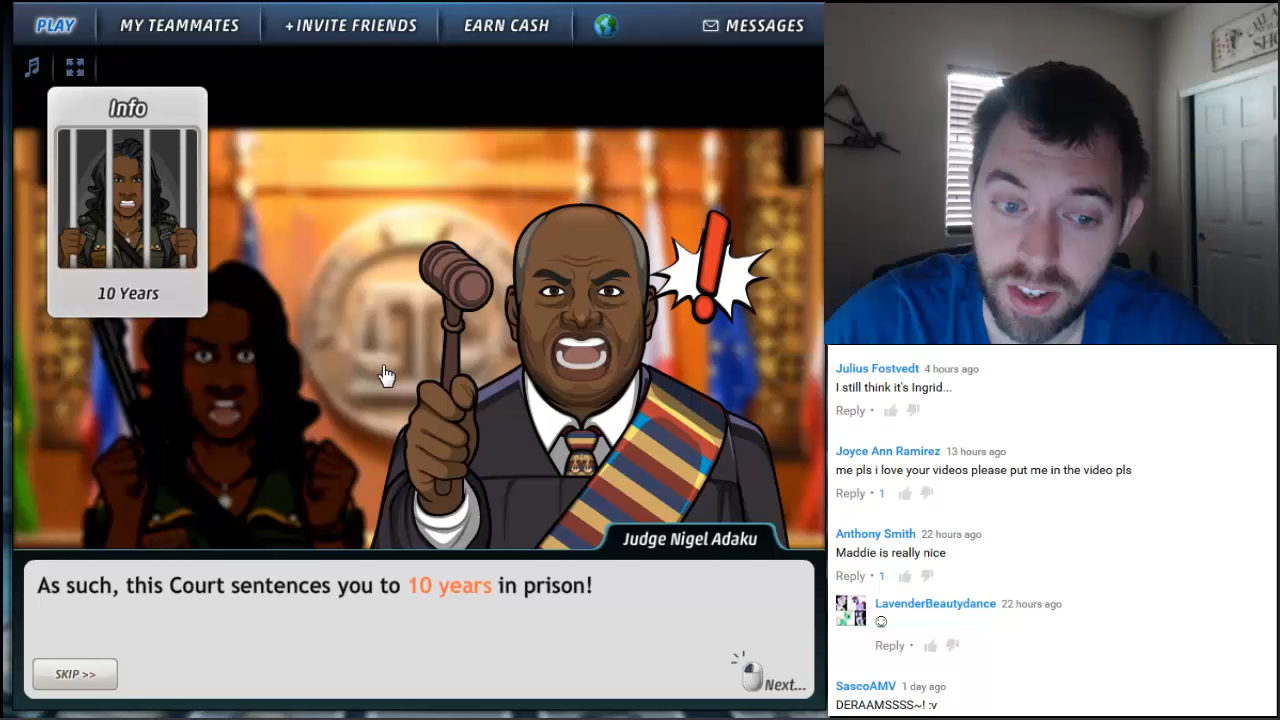 PLAY
MY TEAMMATES
+INVITE FRIENDS
EARN CASH
MESSAGES
Info
10 Years
Judge Nigel Adaku
As such, this Court sentences you to 10 years in prison!
SKIP >>
Next...
Julius Fostvedt 4 hours ago
I still think it's Ingrid...
Reply •
Joyce Ann Ramirez 13 hours ago
me pls i love your videos please put me in the video pls
Reply • 1
Anthony Smith 22 hours ago
Maddie is really nice
Reply • 1
LavenderBeautydance 22 hours ago
Reply •
SascoAMV 1 day ago
DERAAMSSSS~! :v